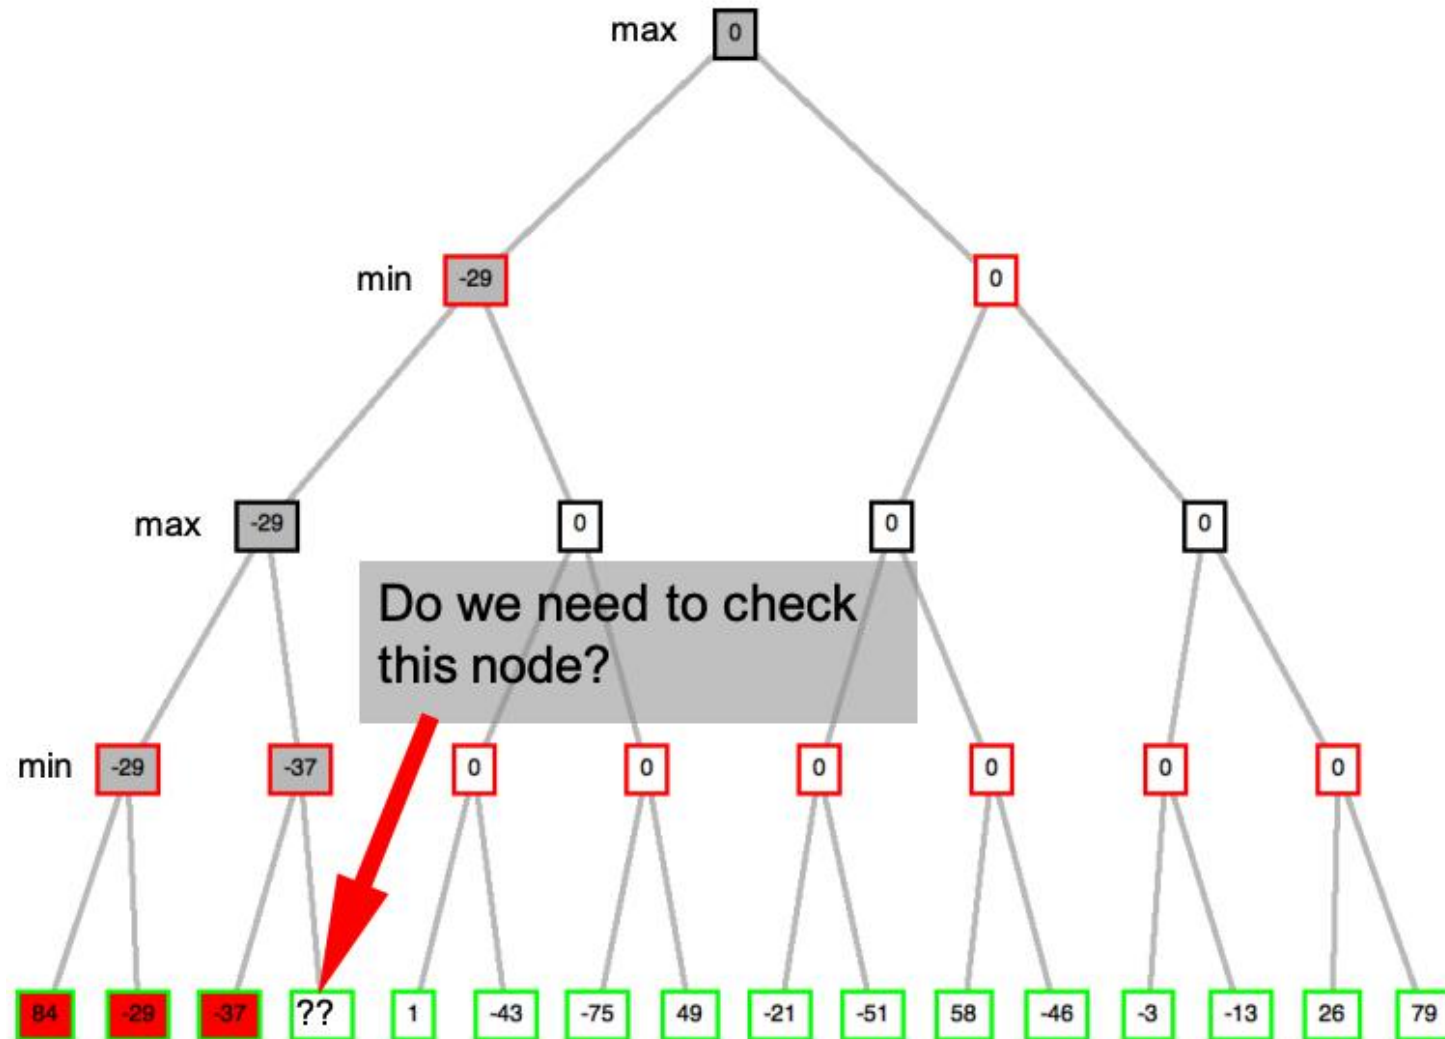 max 0
min -29 0
max -29 0 0 0
Do we need to check
this node?
min -29 -37 0 0 0 0 0 0
84 -29 -37 ?? 1 -43 -75 49 -21 -51 58 -46 -3 -13 26 79